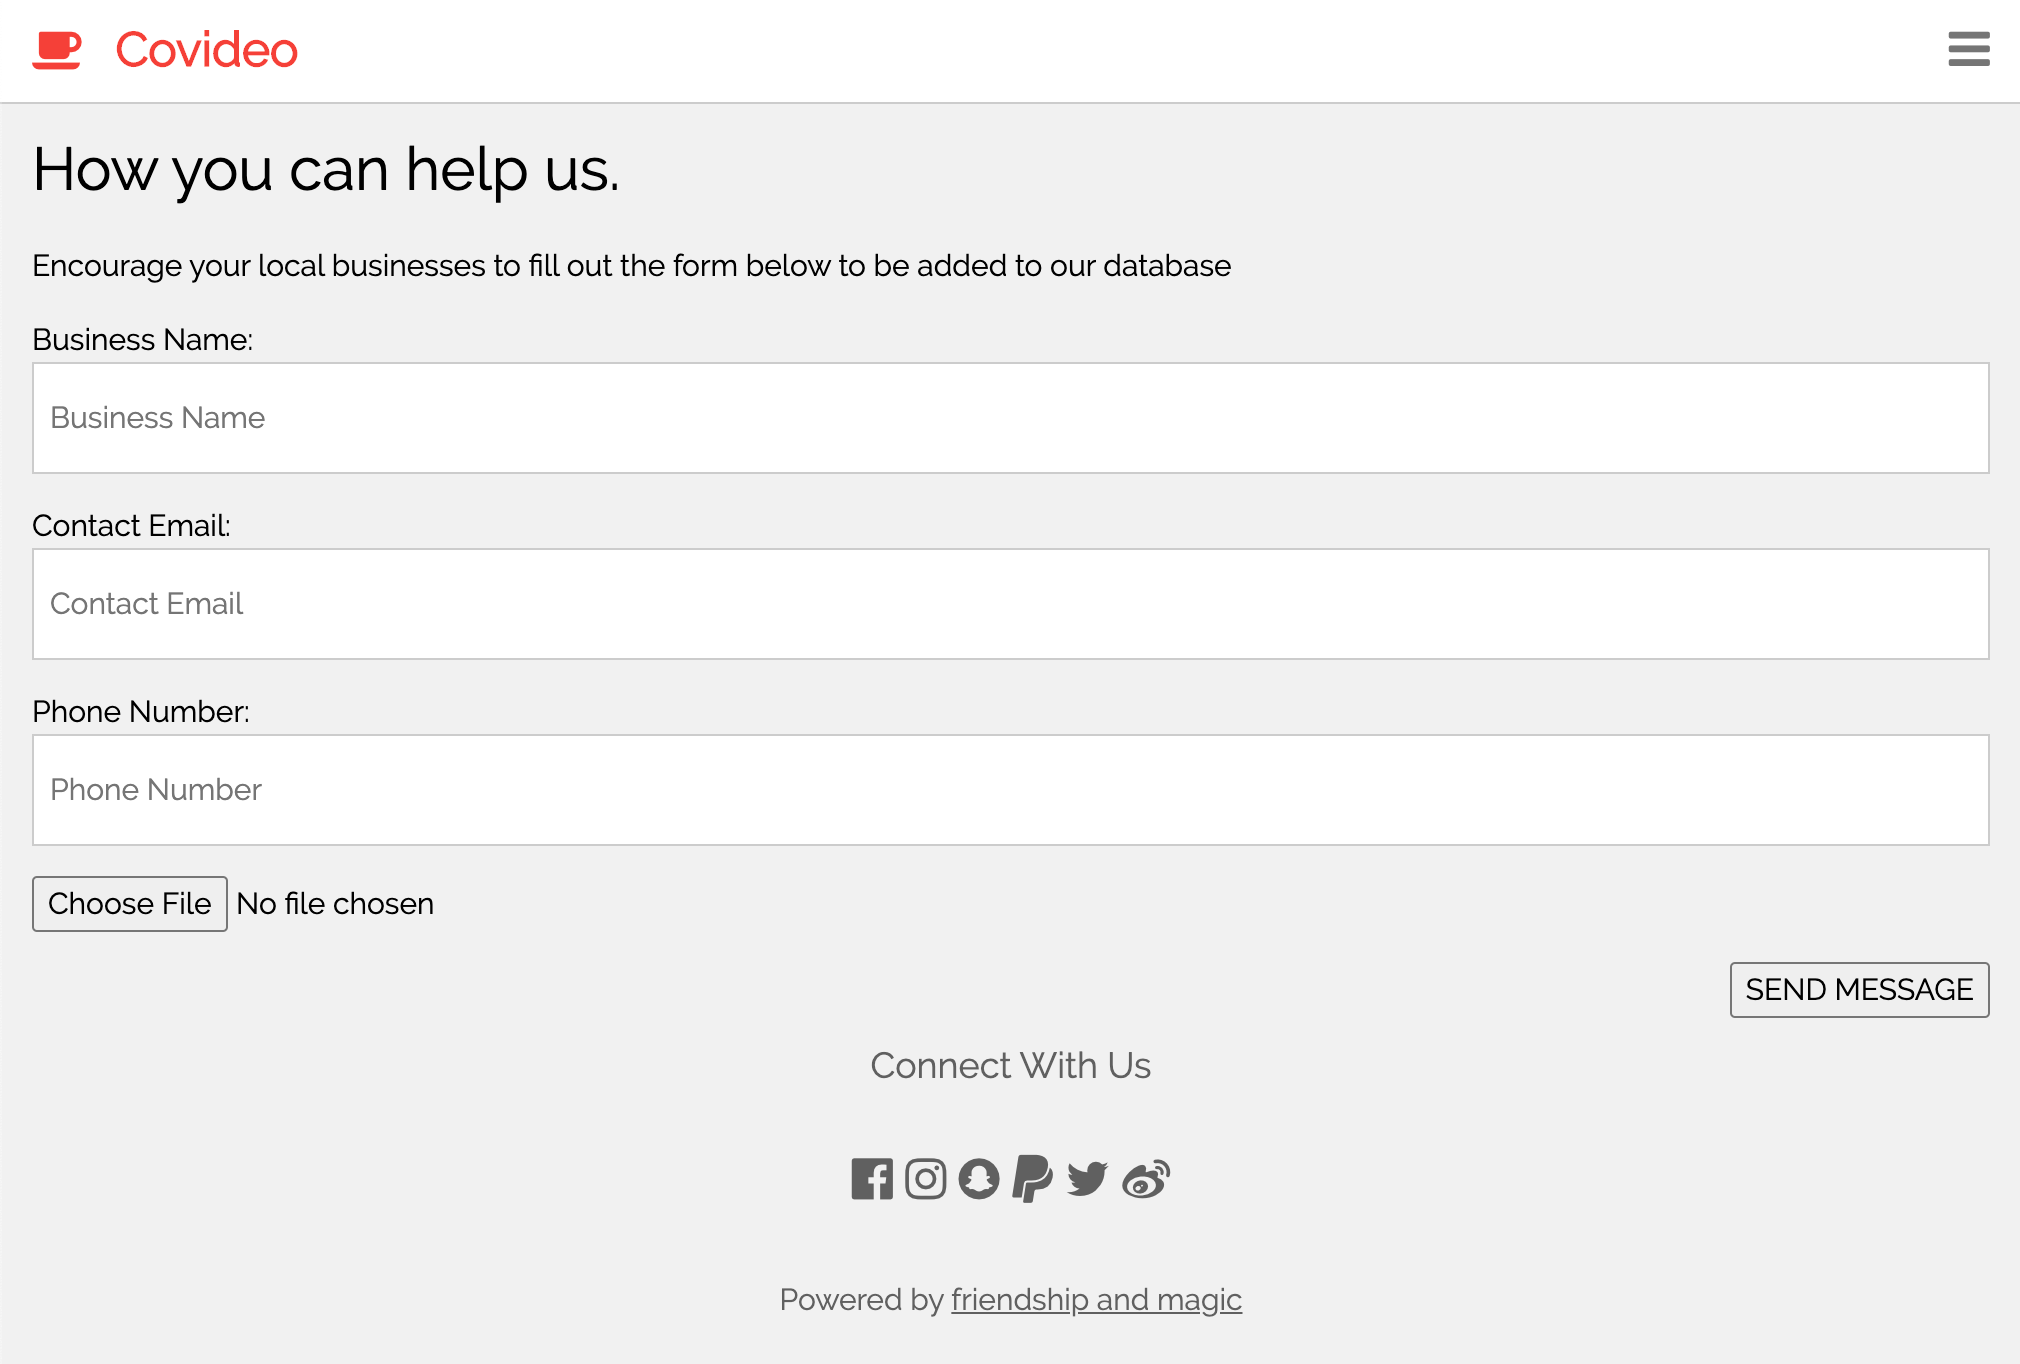 Covideo
How you can help us.
Encourage your local businesses to fill out the form below to be added to our database
Business Name:
Business Name
Contact Email:
Contact Email
Phone Number:
Phone Number
Choose File No file chosen
SEND MESSAGE
Connect With Us
Powered by friendship and magic